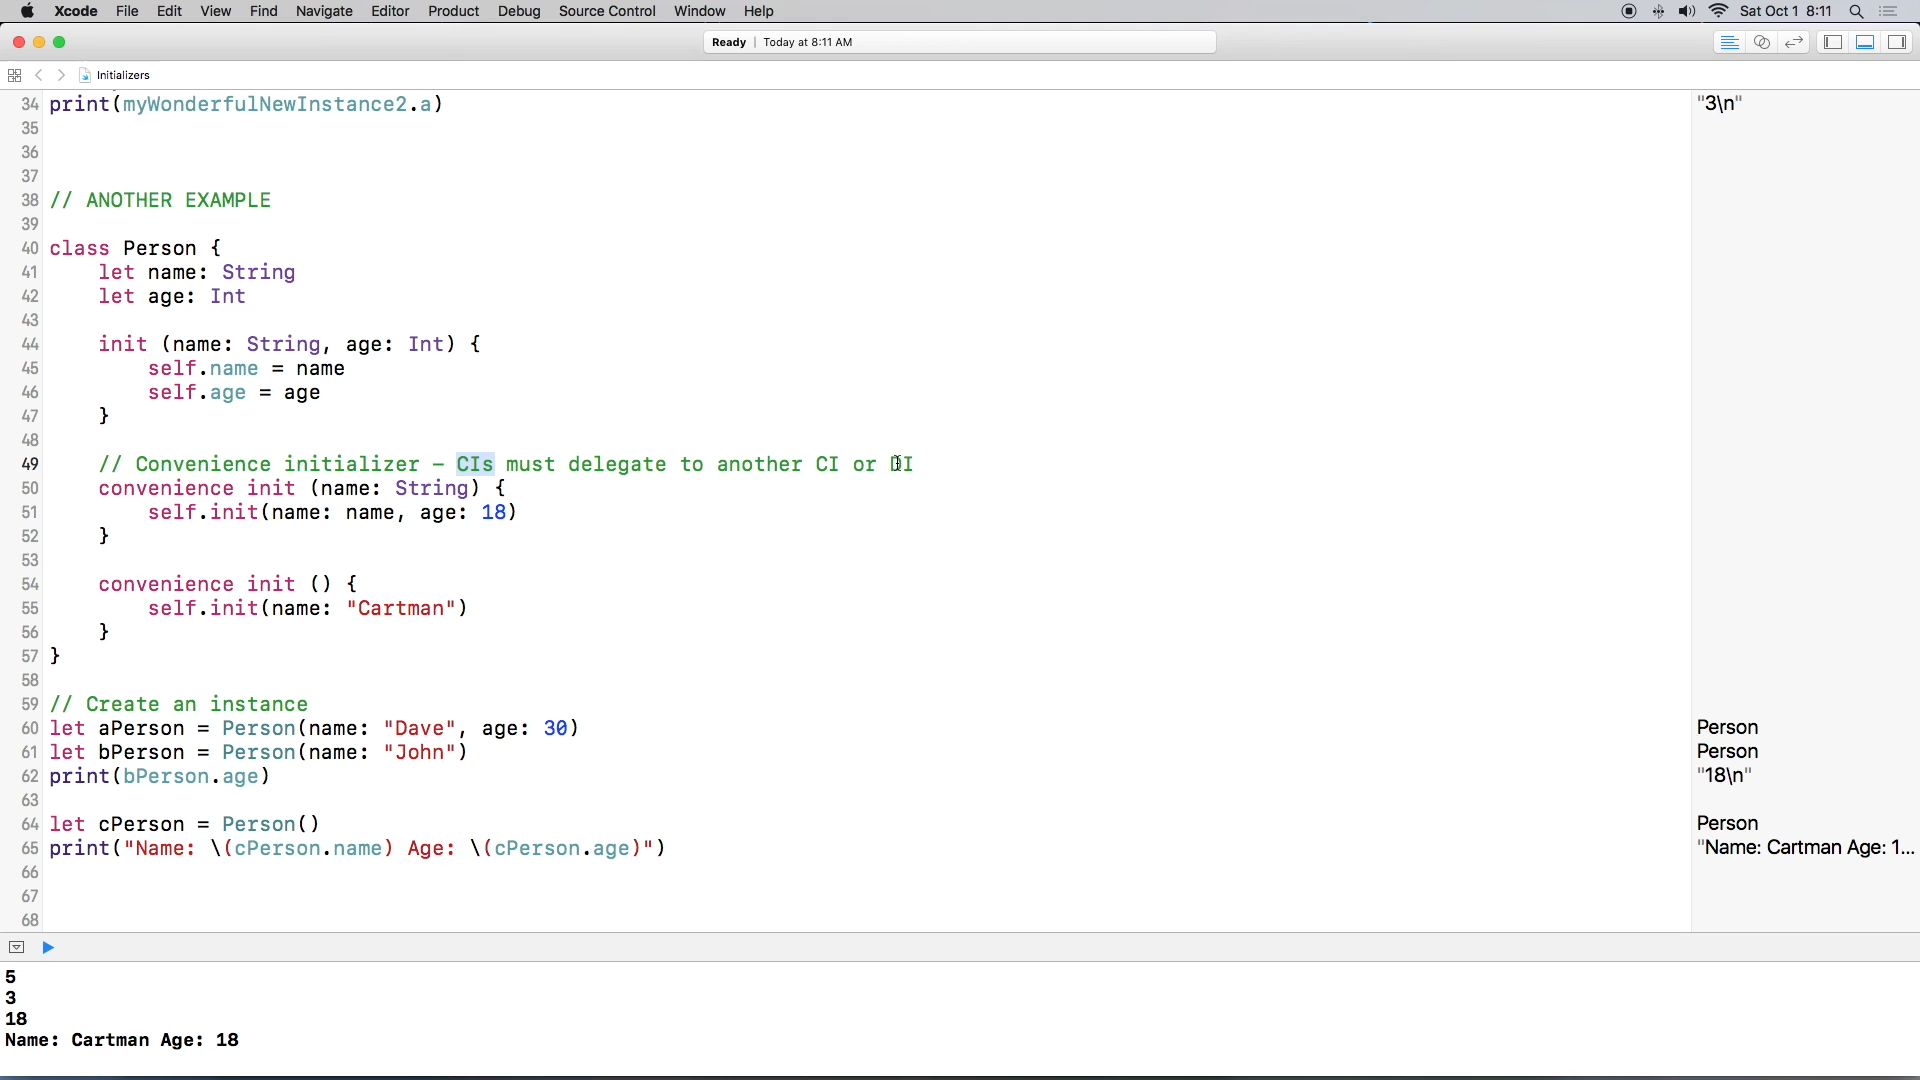 Xcode File Edit View Find Navigate Editor Product Debug Source Control Window Help Sat Oct 1 8:11
Ready | Today at 8:11 AM
Initializers
34 print(myWonderfulNewInstance2.a) "3\n"
35
36
37
38 // ANOTHER EXAMPLE
39
40 class Person {
41 let name: String
42 let age: Int
43
44 init (name: String, age: Int) {
45 self.name = name
46 self.age = age
47 }
48
49 // Convenience initializer – CIs must delegate to another CI or DI
50 convenience init (name: String) {
51 self.init(name: name, age: 18)
52 }
53
54 convenience init () {
55 self.init(name: "Cartman")
56 }
57 }
58
59 // Create an instance
60 let aPerson = Person(name: "Dave", age: 30) Person
61 let bPerson = Person(name: "John") Person
62 print(bPerson.age) "18\n"
63
64 let cPerson = Person() Person
65 print("Name: \(cPerson.name) Age: \(cPerson.age)") "Name: Cartman Age: 1...
66
67
68
5
3
18
Name: Cartman Age: 18